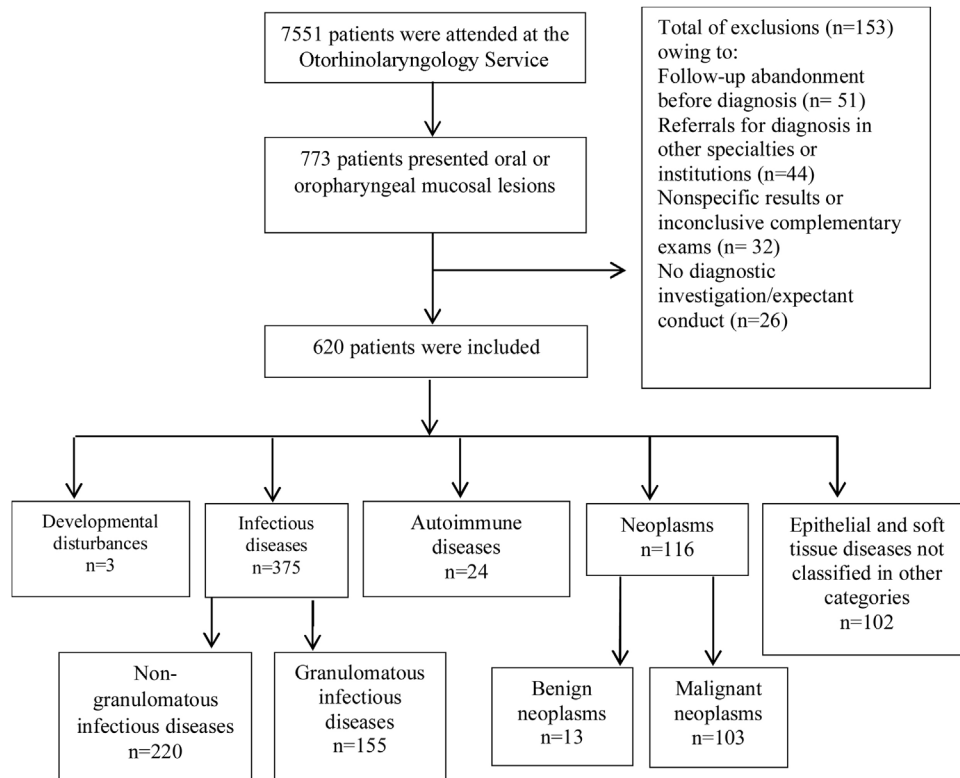 7551 patients were attended at the
Otorhinolaryngology Service
Total of exclusions (n=153)
owing to:
Follow-up abandonment
before diagnosis (n= 51)
Referrals for diagnosis in
other specialties or
institutions (n=44)
Nonspecific results or
inconclusive complementary
exams (n= 32)
No diagnostic
investigation/expectant
conduct (n=26)
773 patients presented oral or
oropharyngeal mucosal lesions
620 patients were included
Developmental
disturbances
n=3
Infectious
diseases
n=375
Autoimmune
diseases
n=24
Neoplasms
n=116
Epithelial and soft
tissue diseases not
classified in other
categories
n=102
Non-
granulomatous
infectious diseases
n=220
Granulomatous
infectious
diseases
n=155
Benign
neoplasms
n=13
Malignant
neoplasms
n=103